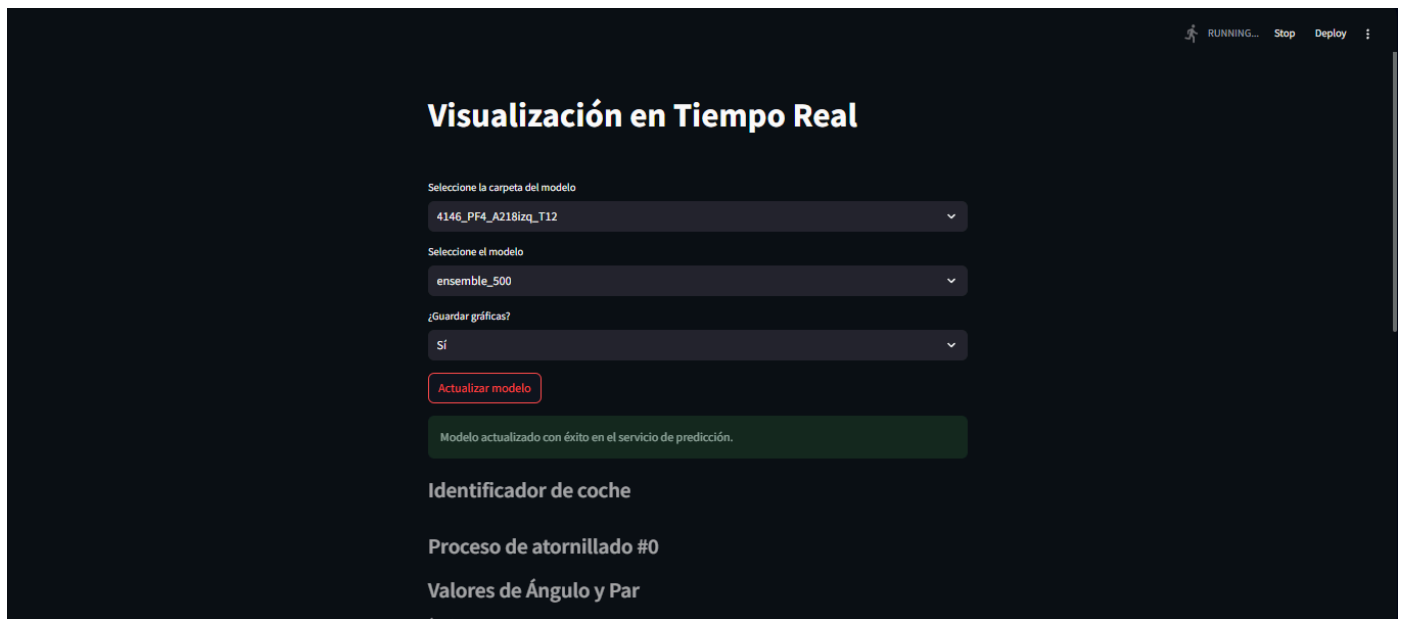 RUNNING... Stop Deploy
Visualización en Tiempo Real
Seleccione la carpeta del modelo
4146_PF4_A218izq_T12
Seleccione el modelo
ensemble_500
¿Guardar gráficas?
Sí
Actualizar modelo
Modelo actualizado con éxito en el servicio de predicción.
Identificador de coche
Proceso de atornillado #0
Valores de Ángulo y Par